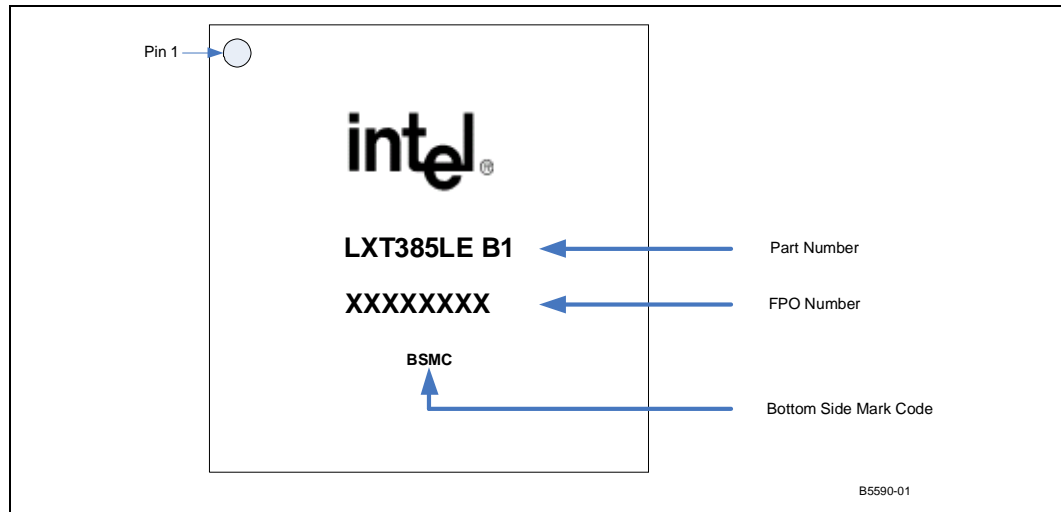 Pin 1
intel®
LXT385LE B1
Part Number
XXXXXXXX
FPO Number
BSMC
Bottom Side Mark Code
B5590-01